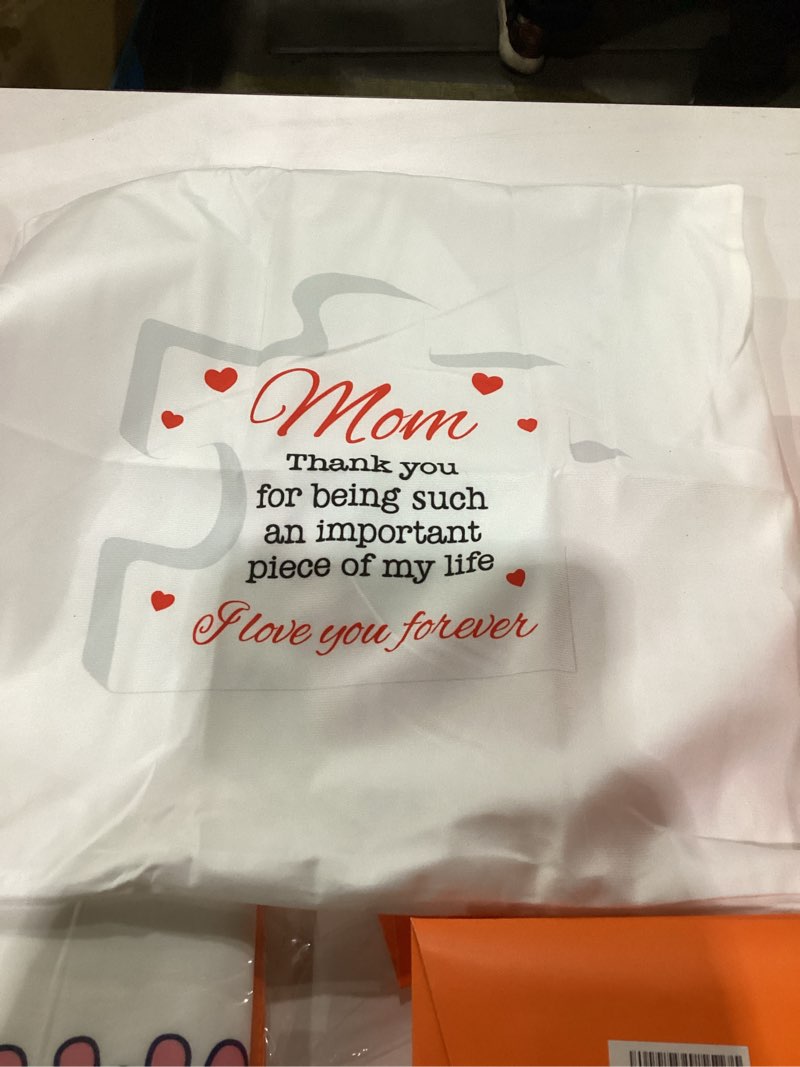 Mom
Thank you
for being such
an important
piece of my life
I love you forever